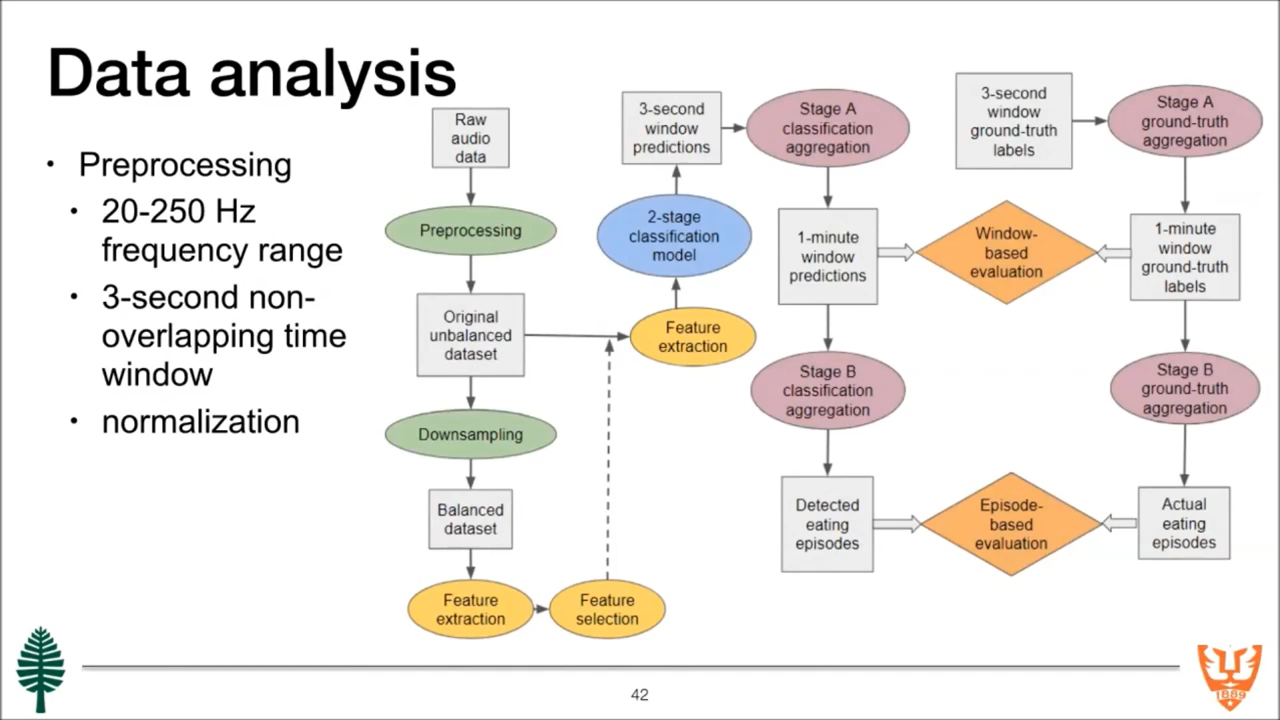 Data analysis
• Preprocessing
• 20-250 Hz
frequency range
• 3-second non-
overlapping time
window
• normalization
Raw
audio
data
Preprocessing
Original
unbalanced
dataset
Downsampling
Balanced
dataset
Feature
extraction
Feature
selection
Feature
extraction
2-stage
classification
model
3-second
window
predictions
Stage A
classification
aggregation
1-minute
window
predictions
Stage B
classification
aggregation
Detected
eating
episodes
Window-
based
evaluation
Episode-
based
evaluation
3-second
window
ground-truth
labels
Stage A
ground-truth
aggregation
1-minute
window
ground-truth
labels
Stage B
ground-truth
aggregation
Actual
eating
episodes
42
1889